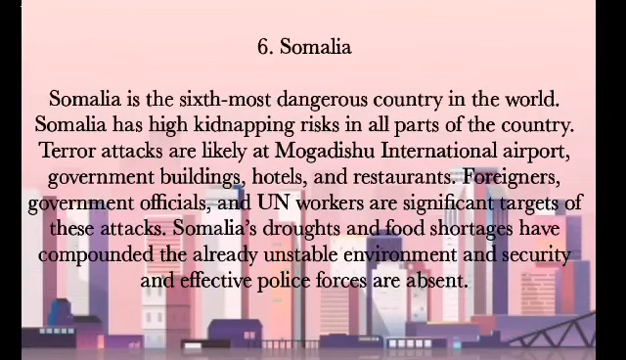 6. Somalia
Somalia is the sixth-most dangerous country in the world.
Somalia has high kidnapping risks in all parts of the country.
Terror attacks are likely at Mogadishu International airport,
government buildings, hotels, and restaurants. Foreigners,
government officials, and UN workers are significant targets of
these attacks. Somalia’s droughts and food shortages have
compounded the already unstable environment and security
and effective police forces are absent.